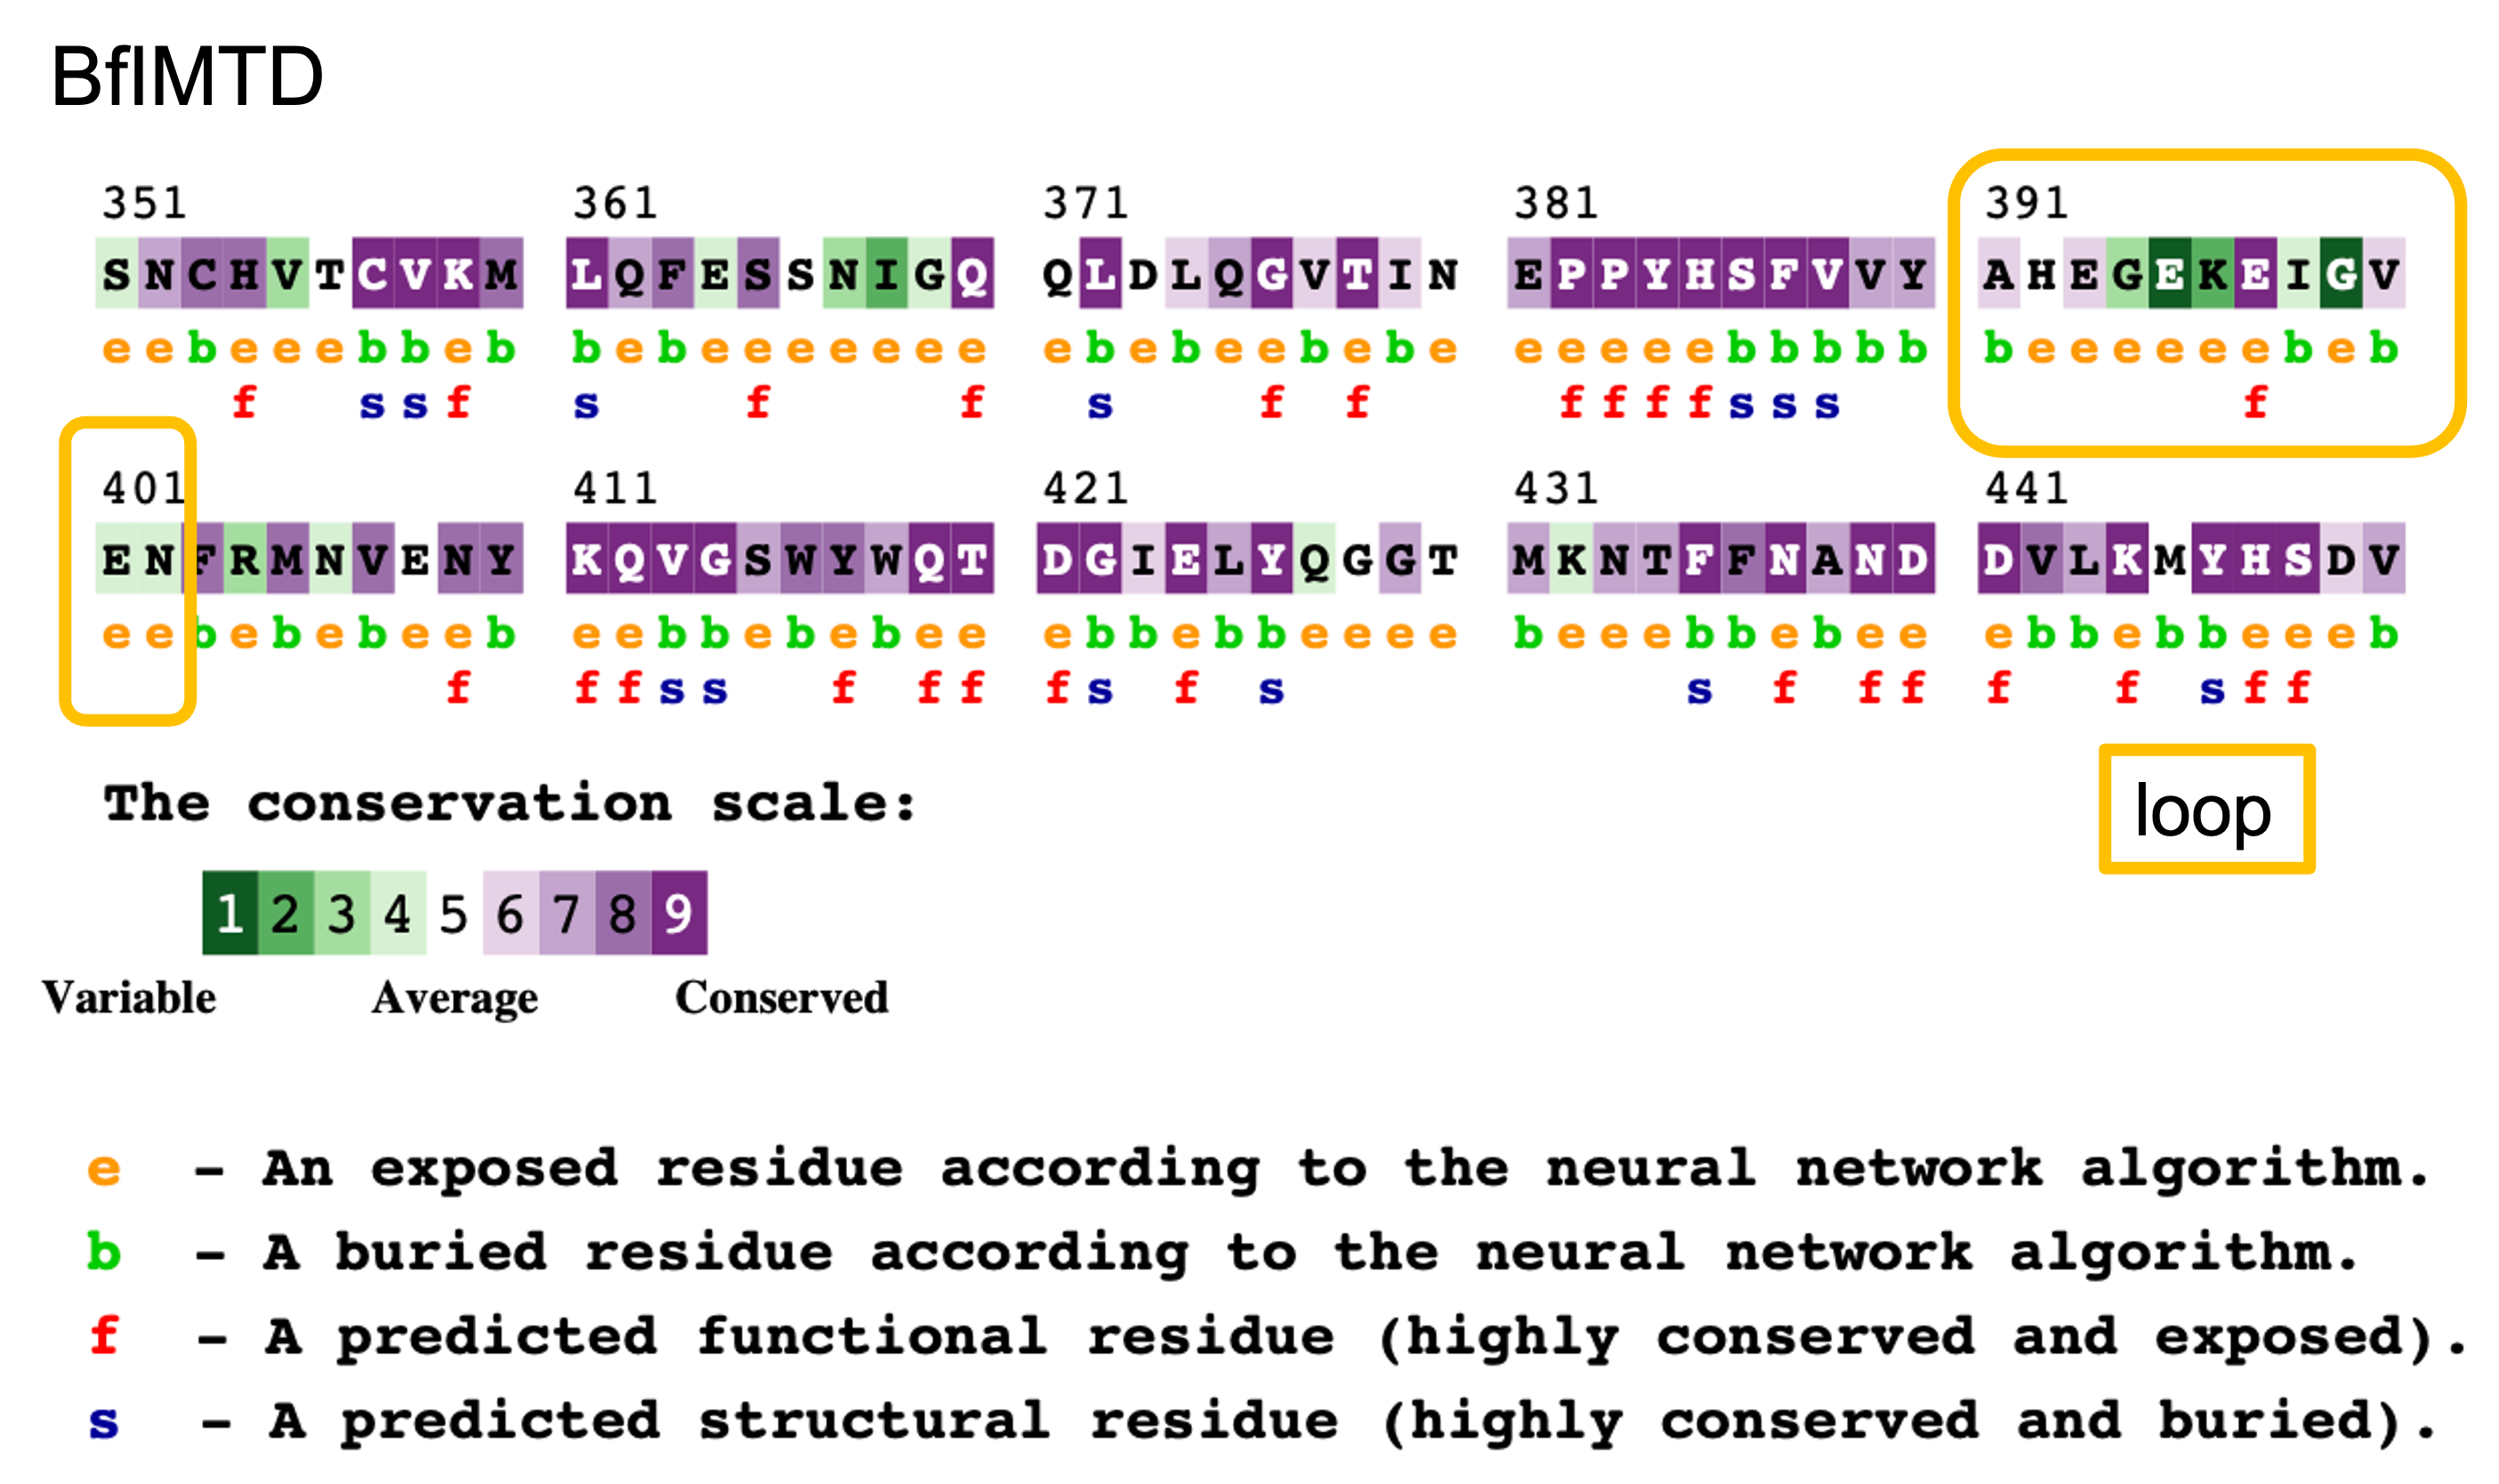 BflMTD
351 361 371 381 391
SNCHVTCVKM LQFESSNIGQ QLDLQGVTIN EPPYHSFVVY AHEGEKEIGV
eebeeebbeb bebeeeeeee ebebeebebe eeeeebbbbb beeeeeebeb
f ssf s f f s f f ffffsss f
401 411 421 431 441
ENFRMNVENY KQVGSWYWQT DGIELYQGGT MKNTFFNAND DVLKMYHSDV
eebebebeeb eebbebebee ebbebbeeee beeebbebee ebbebbeeeb
f ffss f ff fs f s s f ff f f sff
The conservation scale:
loop
1 2 3 4 5 6 7 8 9
Variable Average Conserved
e – An exposed residue according to the neural network algorithm.
b – A buried residue according to the neural network algorithm.
f – A predicted functional residue (highly conserved and exposed).
s – A predicted structural residue (highly conserved and buried).